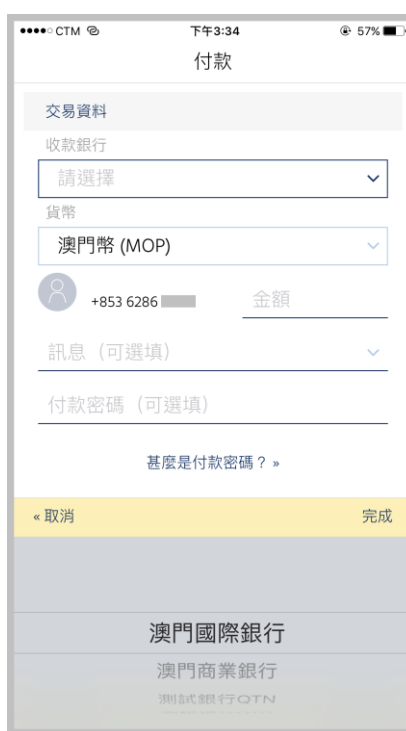 CTM 下午3:34 57%
付款
交易資料
收款銀行
請選擇
貨幣
澳門幣 (MOP)
+853 6286 金額
訊息（可選填）
付款密碼（可選填）
甚麼是付款密碼？»
«取消 完成
澳門國際銀行
澳門商業銀行
測試銀行QTN